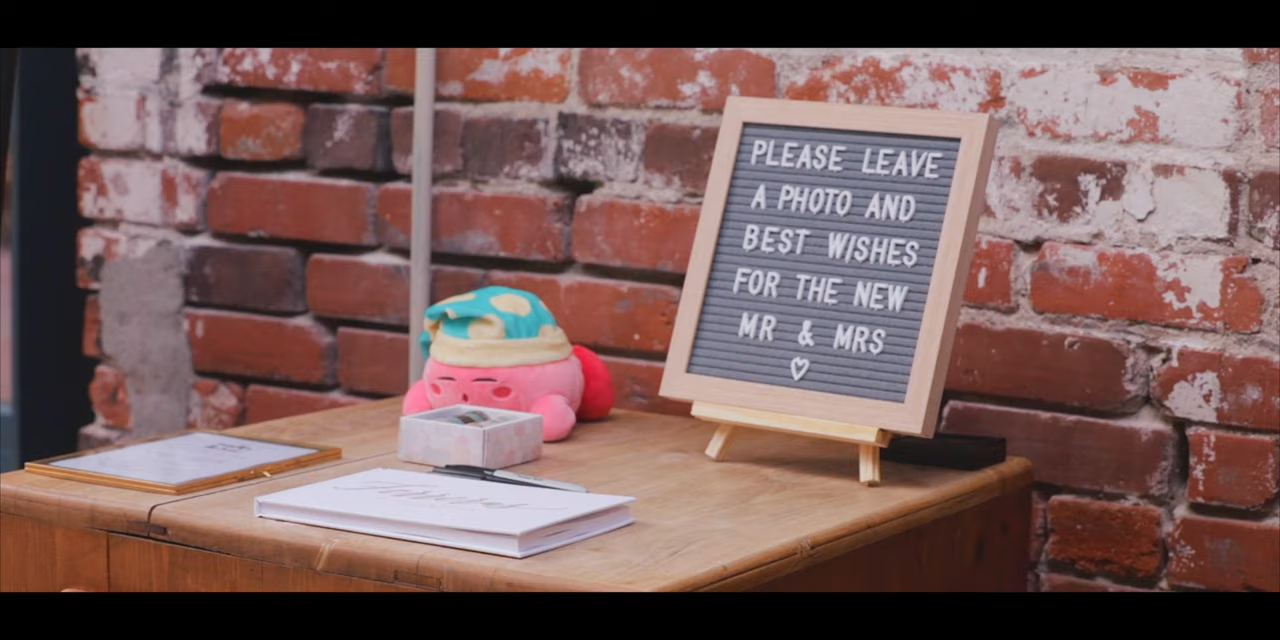 PLEASE LEAVE
A PHOTO AND
BEST WISHES
FOR THE NEW
MR & MRS
♡